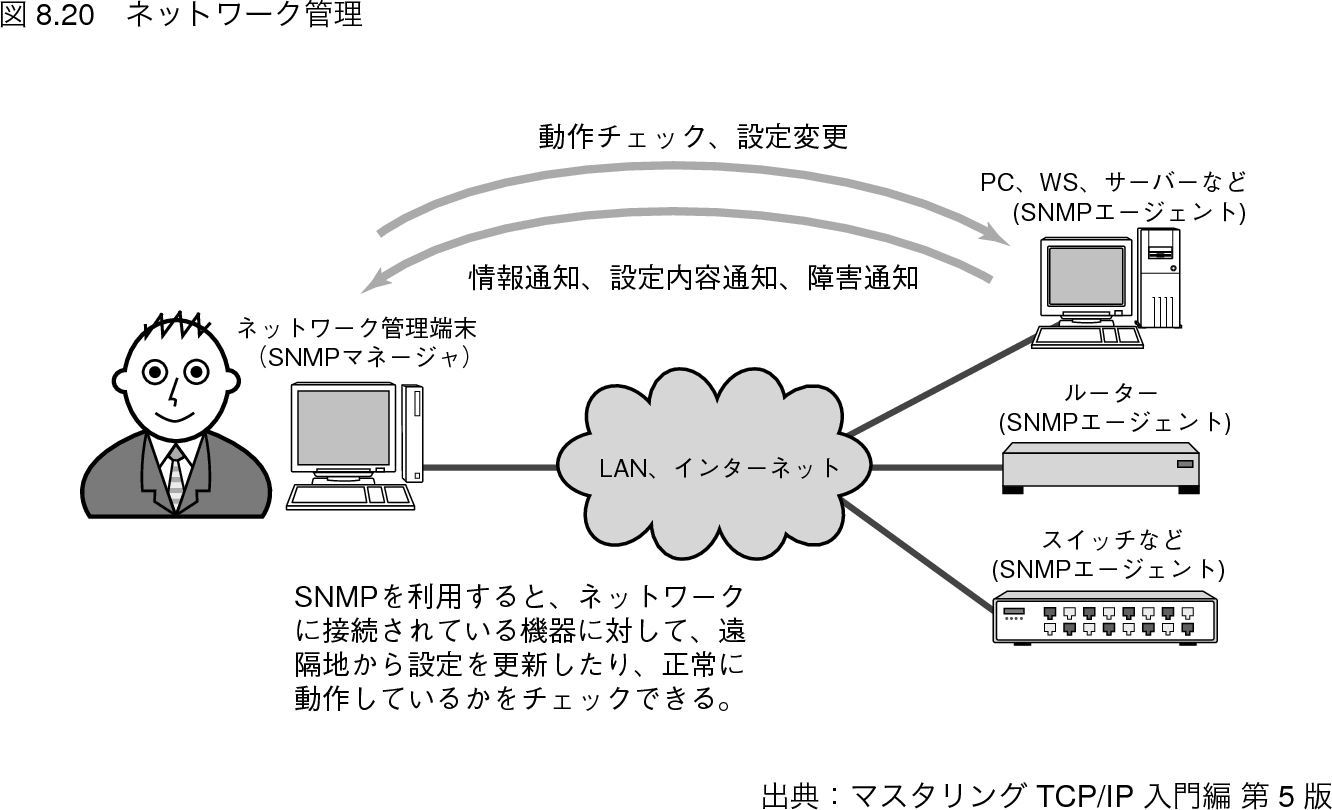 図 8.20　ネットワーク管理
動作チェック、設定変更
PC、WS、サーバーなど
(SNMPエージェント)
情報通知、設定内容通知、障害通知
ネットワーク管理端末
（SNMPマネージャ）
ルーター
(SNMPエージェント)
LAN、インターネット
スイッチなど
(SNMPエージェント)
SNMPを利用すると、ネットワーク
に接続されている機器に対して、遠
隔地から設定を更新したり、正常に
動作しているかをチェックできる。
出典：マスタリング TCP/IP 入門編 第 5 版